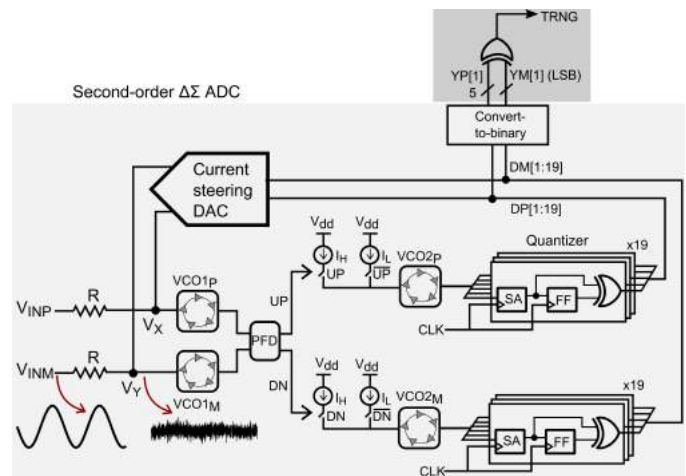 TRNG
YP[1]
YM[1] (LSB)
5
Second-order ΔΣ ADC
Convert-
to-binary
Current
steering
DAC
DM[1:19]
DP[1:19]
Vdd
Vdd
Quantizer
x19
IH
IL
VCO2P
UP
UP
VCO1P
R
UP
SA
FF
VINP
VX
PFD
CLK
R
VINM
VY
DN
Vdd
Vdd
x19
VCO1M
IH
IL
VCO2M
DN
DN
SA
FF
CLK